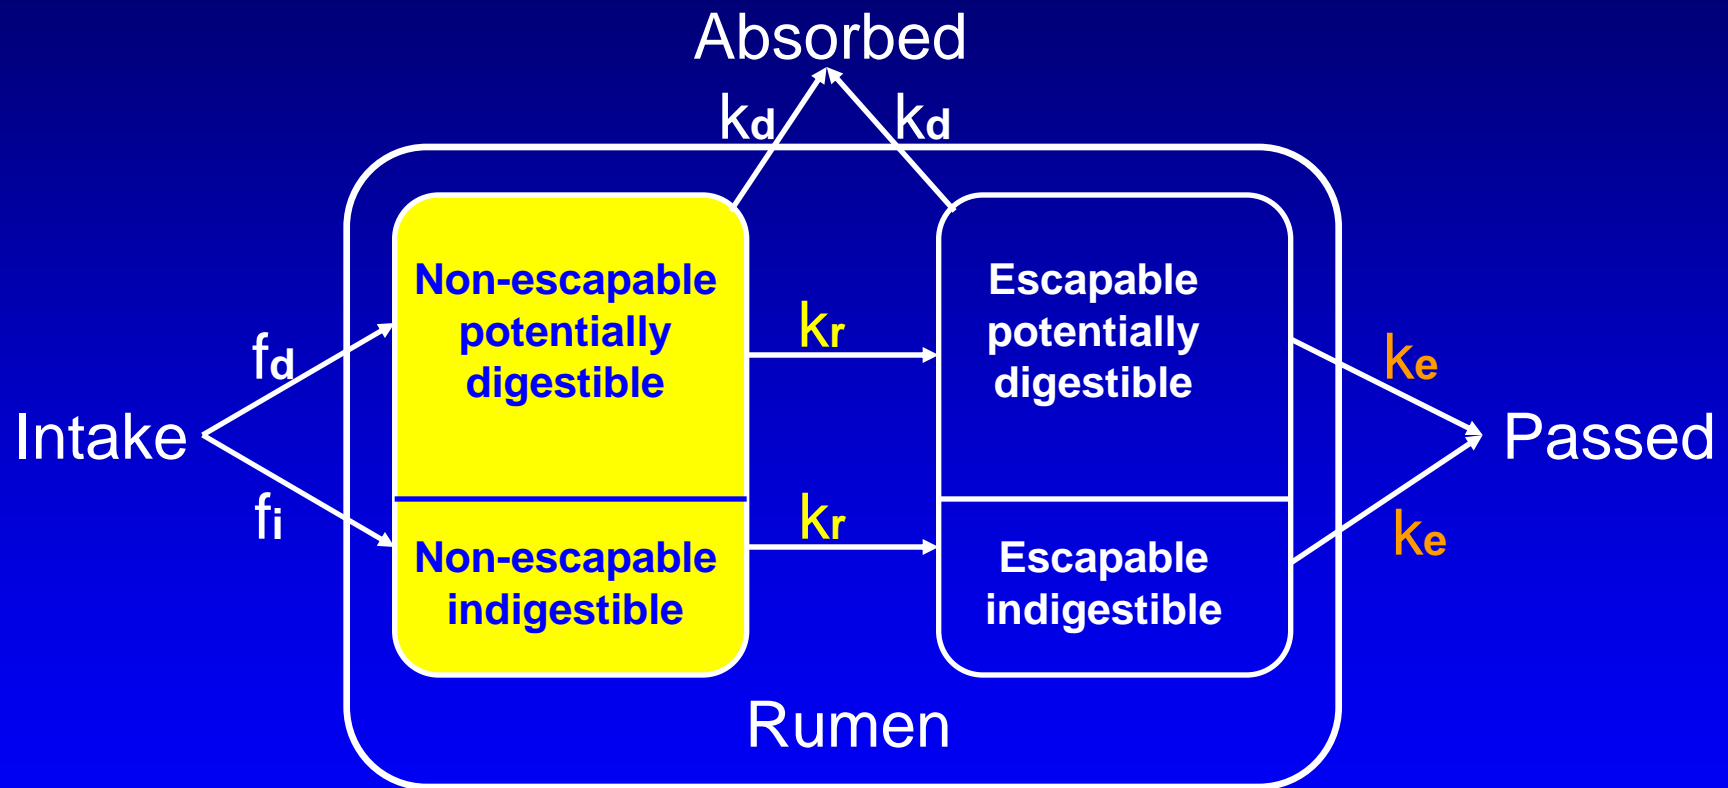 Absorbed
kd
kd
Non-escapable
potentially
digestible
Escapable
potentially
digestible
kr
fd
ke
Intake
Passed
fi
kr
ke
Non-escapable
indigestible
Escapable
indigestible
Rumen